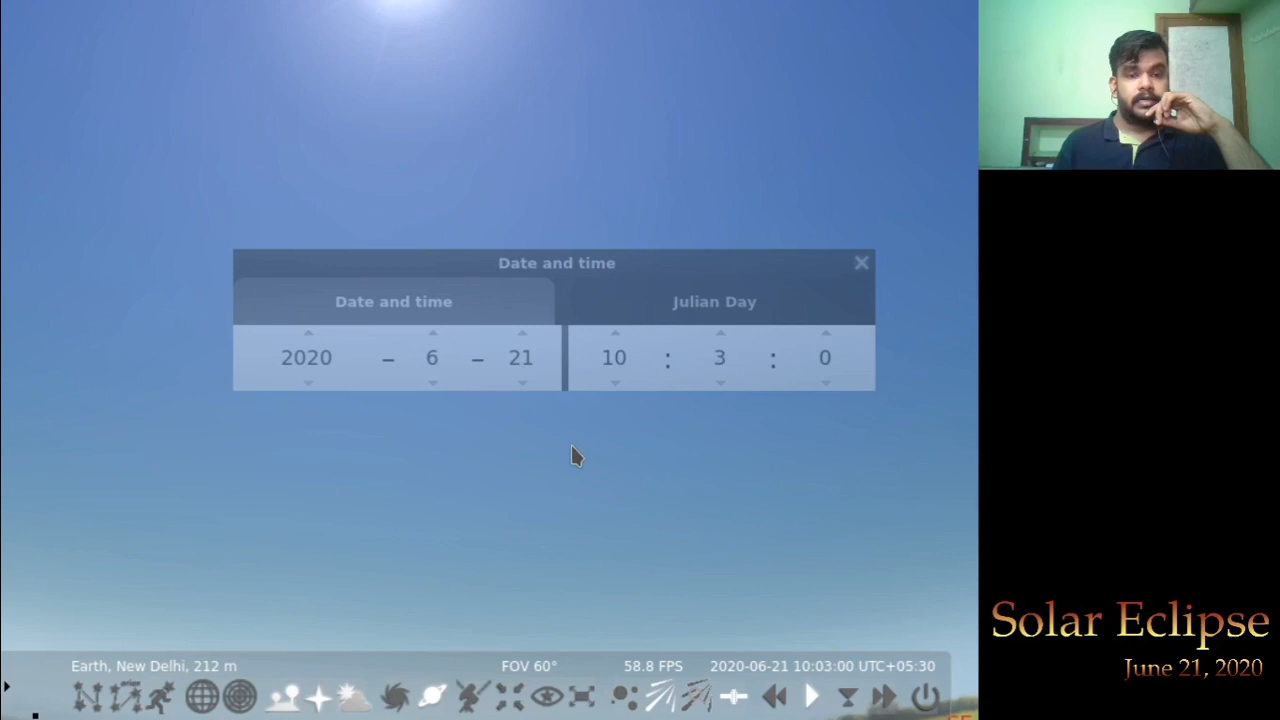 Date and time
Date and time
Julian Day
2020 – 6 – 21 10 : 3 : 0
Earth, New Delhi, 212 m FOV 60° 58.8 FPS 2020-06-21 10:03:00 UTC+05:30
Solar Eclipse
June 21, 2020